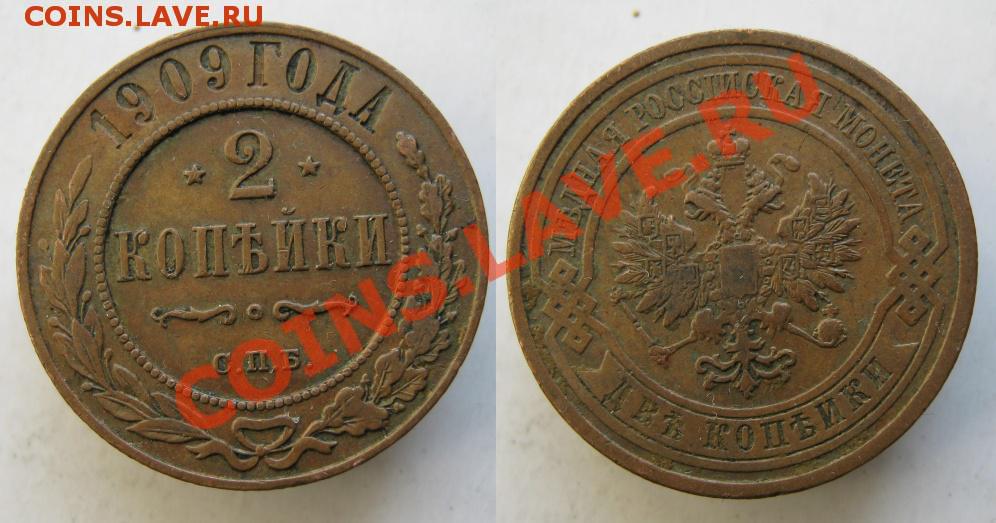 COINS.LAVE.RU
1909 ГОДА
2
КОПѢЙКИ
С.П.Б.
МѢДНАЯ РОССІЙСКАЯ МОНЕТА
ДВѢ КОПѢЙКИ
COINS.LAVE.RU